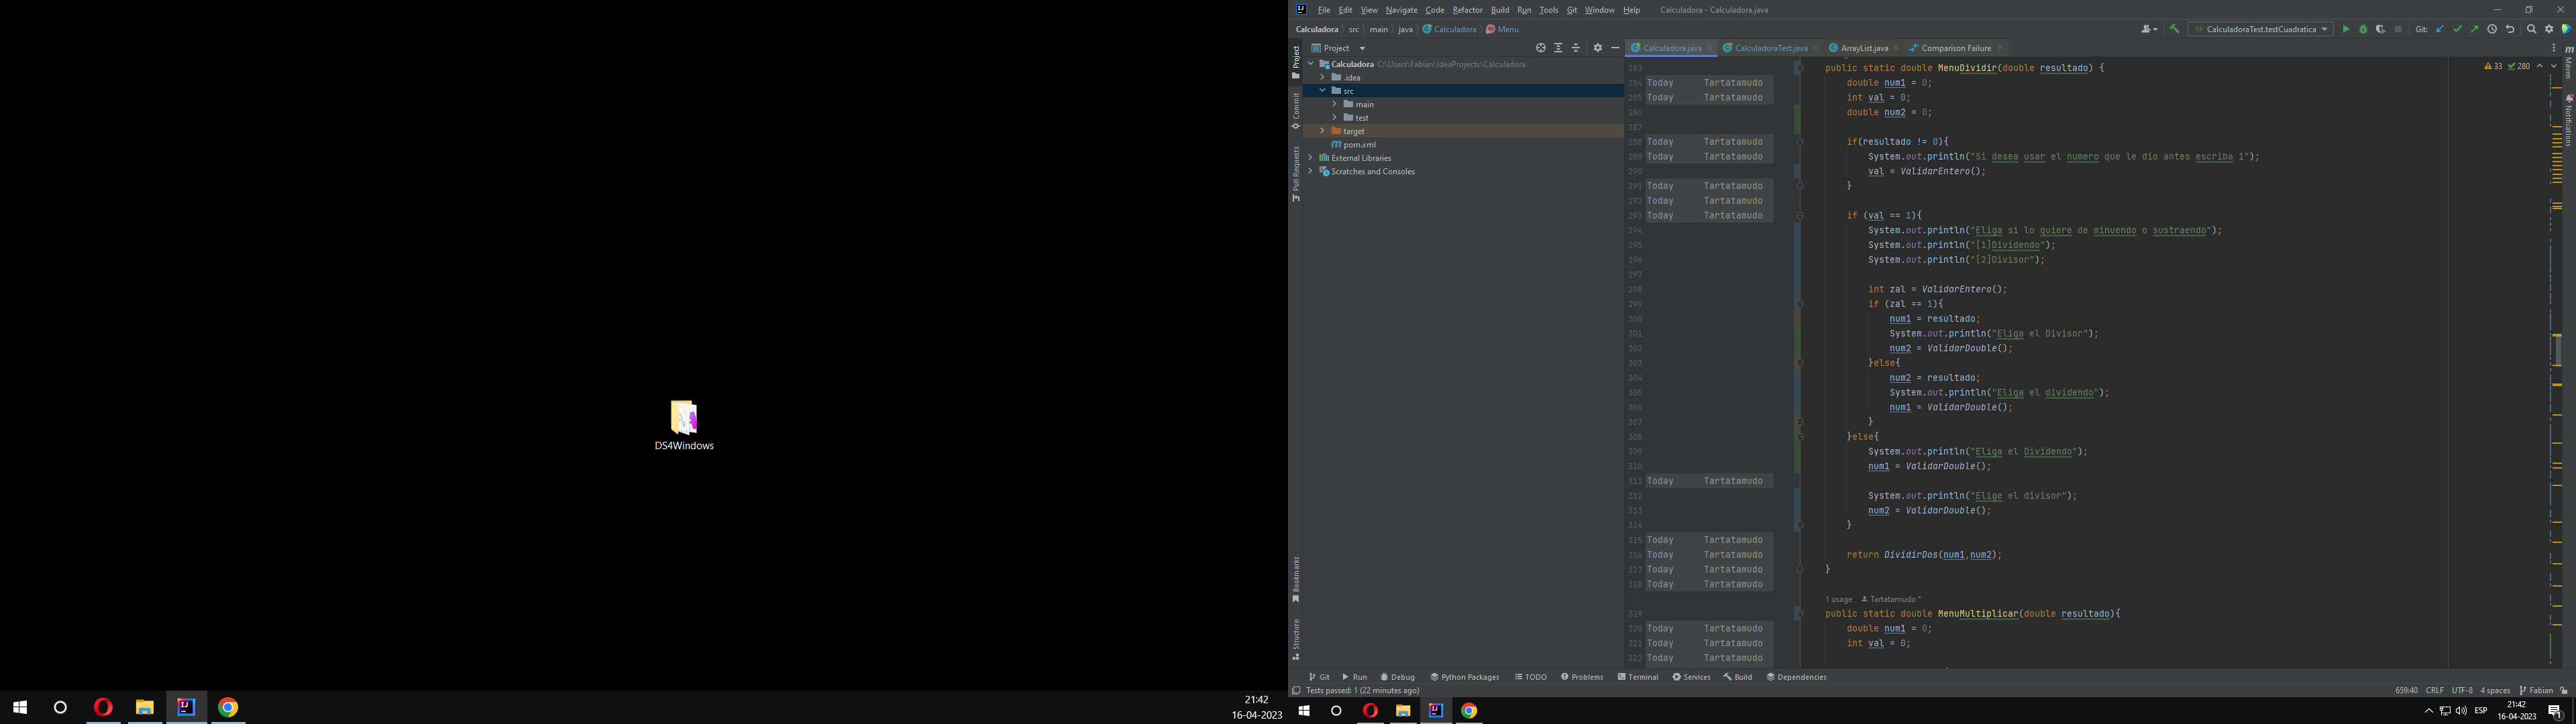 DS4Windows
21:42
16-04-2023
File Edit View Navigate Code Refactor Build Run Tools Git Window Help Calculadora - Calculadora.java
Calculadora src main java Calculadora Menu
CalculadoraTest.testCuadratica Git:
Project
Calculadora C:\Users\Fabian\IdeaProjects\Calculadora
.idea
src
main
test
target
pom.xml
External Libraries
Scratches and Consoles
Project
Commit
Pull Requests
Bookmarks
Structure
Calculadora.java CalculadoraTest.java ArrayList.java Comparison Failure
33 280
Maven
Notifications
283 public static double MenuDividir(double resultado) {
284 Today Tartatamudo double num1 = 0;
285 Today Tartatamudo int val = 0;
286 double num2 = 0;
287
288 Today Tartatamudo if(resultado != 0){
289 Today Tartatamudo System.out.println("Si desea usar el numero que le dio antes escriba 1");
290 val = ValidarEntero();
291 Today Tartatamudo }
292 Today Tartatamudo
293 Today Tartatamudo if (val == 1){
294 System.out.println("Eliga si lo quiere de minuendo o sustraendo");
295 System.out.println("[1]Dividendo");
296 System.out.println("[2]Divisor");
297
298 int zal = ValidarEntero();
299 if (zal == 1){
300 num1 = resultado;
301 System.out.println("Eliga el Divisor");
302 num2 = ValidarDouble();
303 }else{
304 num2 = resultado;
305 System.out.println("Eliga el dividendo");
306 num1 = ValidarDouble();
307 }
308 }else{
309 System.out.println("Eliga el Dividendo");
310 num1 = ValidarDouble();
311 Today Tartatamudo
312 System.out.println("Elige el divisor");
313 num2 = ValidarDouble();
314 }
315 Today Tartatamudo
316 Today Tartatamudo return DividirDos(num1,num2);
317 Today Tartatamudo }
318 Today Tartatamudo
1 usage Tartatamudo *
319 public static double MenuMultiplicar(double resultado){
320 Today Tartatamudo double num1 = 0;
321 Today Tartatamudo int val = 0;
322 Today Tartatamudo
Git Run Debug Python Packages TODO Problems Terminal Services Build Dependencies
Tests passed: 1 (22 minutes ago)
659:40 CRLF UTF-8 4 spaces Fabian
ESP
21:42
16-04-2023